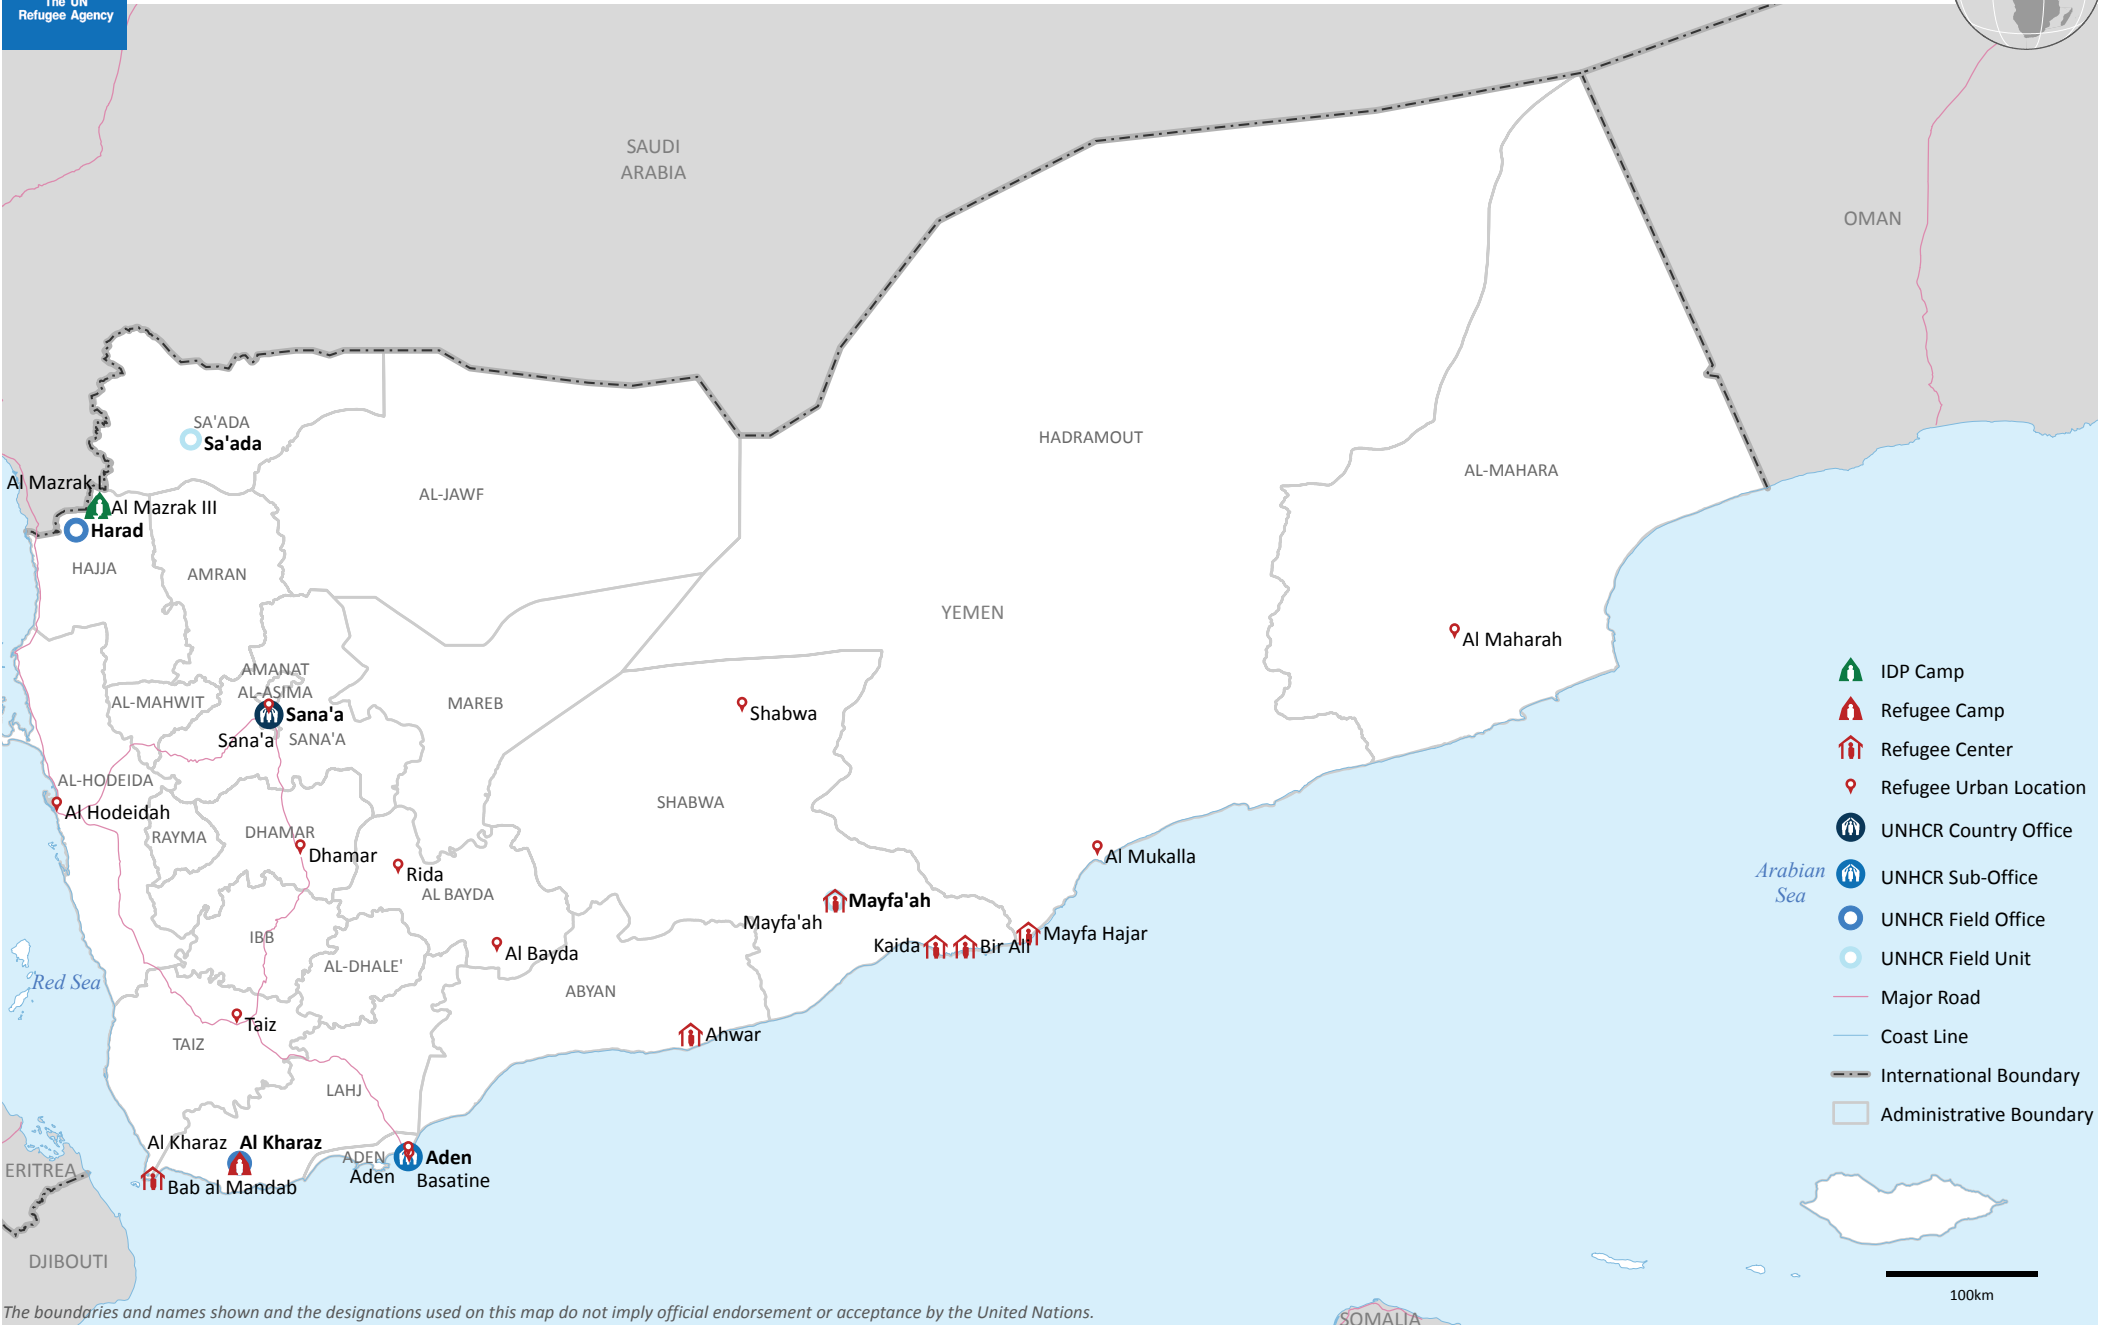 The UN
Refugee Agency
SAUDI
ARABIA
OMAN
SA'ADA
Sa'ada
HADRAMOUT
AL-MAHARA
Al Mazrak I
AL-JAWF
Al Mazrak III
Harad
HAJJA
AMRAN
YEMEN
Al Maharah
AMANAT
AL-ASIMA
AL-MAHWIT
MAREB
Sana'a
Shabwa
Sana'a
SANA'A
AL-HODEIDA
Al Hodeidah
SHABWA
RAYMA
DHAMAR
Dhamar
Rida
AL BAYDA
Al Mukalla
Mayfa'ah
Mayfa'ah
Kaida
Bir Ali
Mayfa Hajar
IBB
Al Bayda
AL-DHALE'
Red Sea
ABYAN
Taiz
TAIZ
Ahwar
LAHJ
Al Kharaz
Al Kharaz
ADEN
Aden
Aden
Basatine
Bab al Mandab
ERITREA
DJIBOUTI
SOMALIA
Arabian
Sea
IDP Camp
Refugee Camp
Refugee Center
Refugee Urban Location
UNHCR Country Office
UNHCR Sub-Office
UNHCR Field Office
UNHCR Field Unit
Major Road
Coast Line
International Boundary
Administrative Boundary
100km
The boundaries and names shown and the designations used on this map do not imply official endorsement or acceptance by the United Nations.